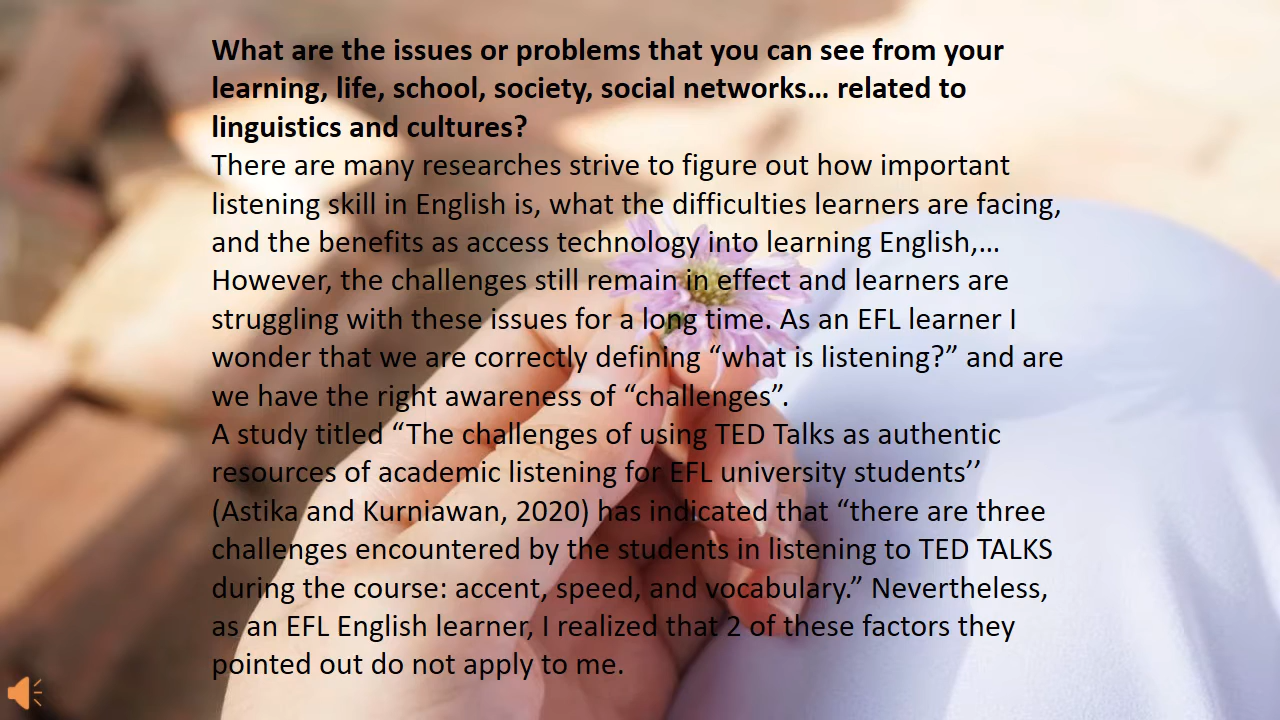 What are the issues or problems that you can see from your
learning, life, school, society, social networks… related to
linguistics and cultures?
There are many researches strive to figure out how important
listening skill in English is, what the difficulties learners are facing,
and the benefits as access technology into learning English,…
However, the challenges still remain in effect and learners are
struggling with these issues for a long time. As an EFL learner I
wonder that we are correctly defining “what is listening?” and are
we have the right awareness of “challenges”.
A study titled “The challenges of using TED Talks as authentic
resources of academic listening for EFL university students’’
(Astika and Kurniawan, 2020) has indicated that “there are three
challenges encountered by the students in listening to TED TALKS
during the course: accent, speed, and vocabulary.” Nevertheless,
as an EFL English learner, I realized that 2 of these factors they
pointed out do not apply to me.